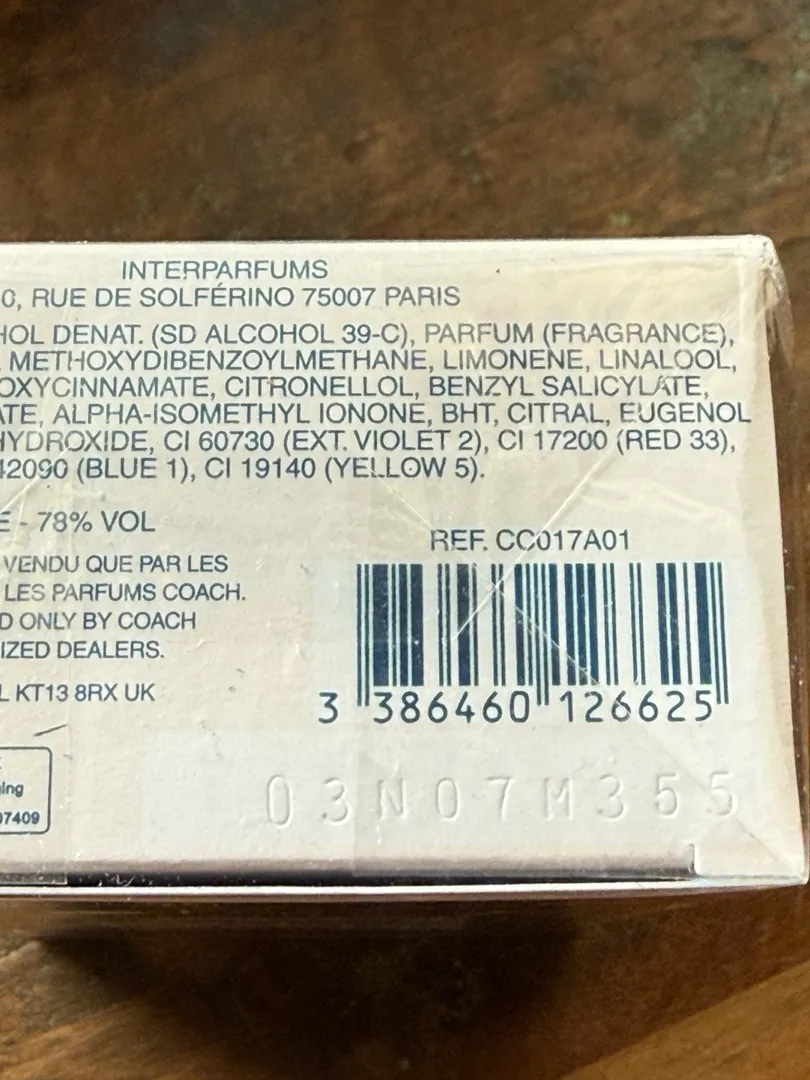 INTERPARFUMS
0, RUE DE SOLFÉRINO 75007 PARIS
HOL DENAT. (SD ALCOHOL 39-C), PARFUM (FRAGRANCE),
METHOXYDIBENZOYLMETHANE, LIMONENE, LINALOOL,
OXYCINNAMATE, CITRONELLOL, BENZYL SALICYLATE,
ATE, ALPHA-ISOMETHYL IONONE, BHT, CITRAL, EUGENOL
HYDROXIDE, CI 60730 (EXT. VIOLET 2), CI 17200 (RED 33),
42090 (BLUE 1), CI 19140 (YELLOW 5).
E - 78% VOL
VENDU QUE PAR LES
LES PARFUMS COACH.
D ONLY BY COACH
IZED DEALERS.
L KT13 8RX UK
ing
07409
REF. CC017A01
3 386460 126625
03N07M355